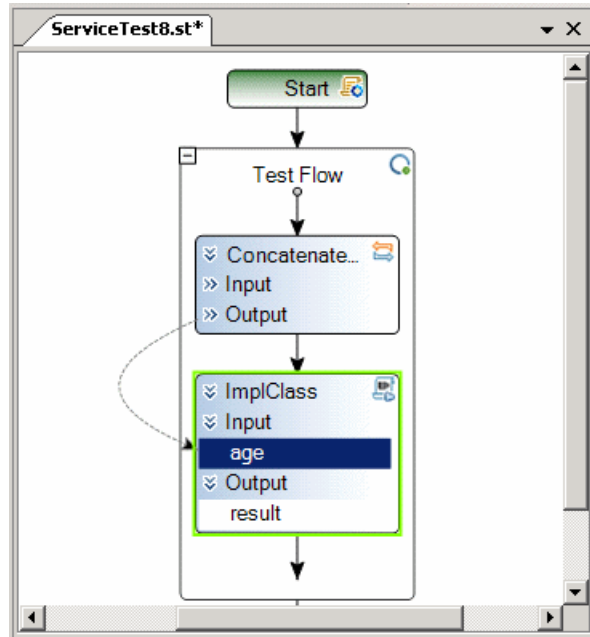 ServiceTest8.st*
Start
Test Flow
Concatenate...
Input
Output
ImplClass
Input
age
Output
result